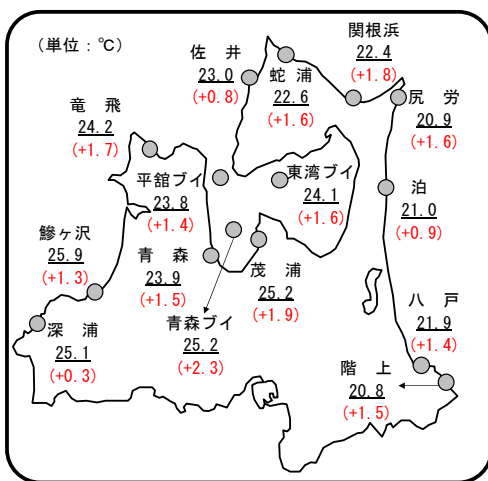 （単位：℃）
関根浜
22.4
(+1.8)
佐井
23.0
(+0.8)
蛇浦
22.6
(+1.6)
尻労
20.9
(+1.6)
竜飛
24.2
(+1.7)
平舘ブイ
23.8
(+1.4)
東湾ブイ
24.1
(+1.6)
泊
21.0
(+0.9)
鰺ヶ沢
25.9
(+1.3)
青森
23.9
(+1.5)
茂浦
25.2
(+1.9)
八戸
21.9
(+1.4)
深浦
25.1
(+0.3)
青森ブイ
25.2
(+2.3)
階上
20.8
(+1.5)